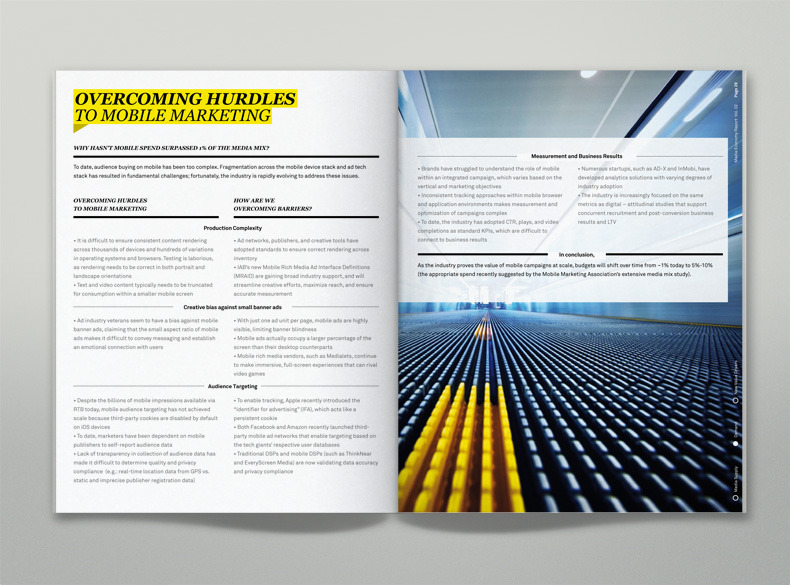 OVERCOMING HURDLES
TO MOBILE MARKETING
WHY HASN'T MOBILE SPEND SURPASSED 1% OF THE MEDIA MIX?
To date, audience buying on mobile has been too complex. Fragmentation across the mobile device stack and ad tech
stack has resulted in fundamental challenges; fortunately, the industry is rapidly evolving to address these issues.
OVERCOMING HURDLES
TO MOBILE MARKETING
HOW ARE WE
OVERCOMING BARRIERS?
Production Complexity
• It is difficult to ensure consistent content rendering
across thousands of devices and hundreds of variations
in operating systems and browsers. Testing is laborious,
as rendering needs to be correct in both portrait and
landscape orientations
• Text and video content typically needs to be truncated
for consumption within a smaller mobile screen
• Ad networks, publishers, and creative tools have
adopted standards to ensure correct rendering across
inventory
• IAB's new Mobile Rich Media Ad Interface Definitions
(MRAID) are gaining broad industry support, and will
streamline creative efforts, maximize reach, and ensure
accurate measurement
Creative bias against small banner ads
• Ad industry veterans seem to have a bias against mobile
banner ads, claiming that the small aspect ratio of mobile
ads makes it difficult to convey messaging and establish
an emotional connection with users
• With just one ad unit per page, mobile ads are highly
visible, limiting banner blindness
• Mobile ads actually occupy a larger percentage of the
screen than their desktop counterparts
• Mobile rich media vendors, such as Medialets, continue
to make immersive, full-screen experiences that can rival
video games
Audience Targeting
• Despite the billions of mobile impressions available via
RTB today, mobile audience targeting has not achieved
scale because third-party cookies are disabled by default
on iOS devices
• To date, marketers have been dependent on mobile
publishers to self-report audience data
• Lack of transparency in collection of audience data has
made it difficult to determine quality and privacy
compliance (e.g.: real-time location data from GPS vs.
static and imprecise publisher registration data)
• To enable tracking, Apple recently introduced the
"identifier for advertising" (IFA), which acts like a
persistent cookie
• Both Facebook and Amazon recently launched third-
party mobile ad networks that enable targeting based on
the tech giants' respective user databases
• Traditional DSPs and mobile DSPs (such as ThinkNear
and EveryScreen Media) are now validating data accuracy
and privacy compliance
Measurement and Business Results
• Brands have struggled to understand the role of mobile
within an integrated campaign, which varies based on the
vertical and marketing objectives
• Inconsistent tracking approaches within mobile browser
and application environments makes measurement and
optimization of campaigns complex
• To date, the industry has adopted CTR, plays, and video
completions as standard KPIs, which are difficult to
connect to business results
• Numerous startups, such as AD-X and InMobi, have
developed analytics solutions with varying degrees of
industry adoption
• The industry is increasingly focused on the same
metrics as digital – attitudinal studies that support
concurrent recruitment and post-conversion business
results and LTV
In conclusion,
As the industry proves the value of mobile campaigns at scale, budgets will shift over time from ~1% today to 5%-10%
(the appropriate spend recently suggested by the Mobile Marketing Association's extensive media mix study).
Media Economy Report Vol. 02
Media Supply